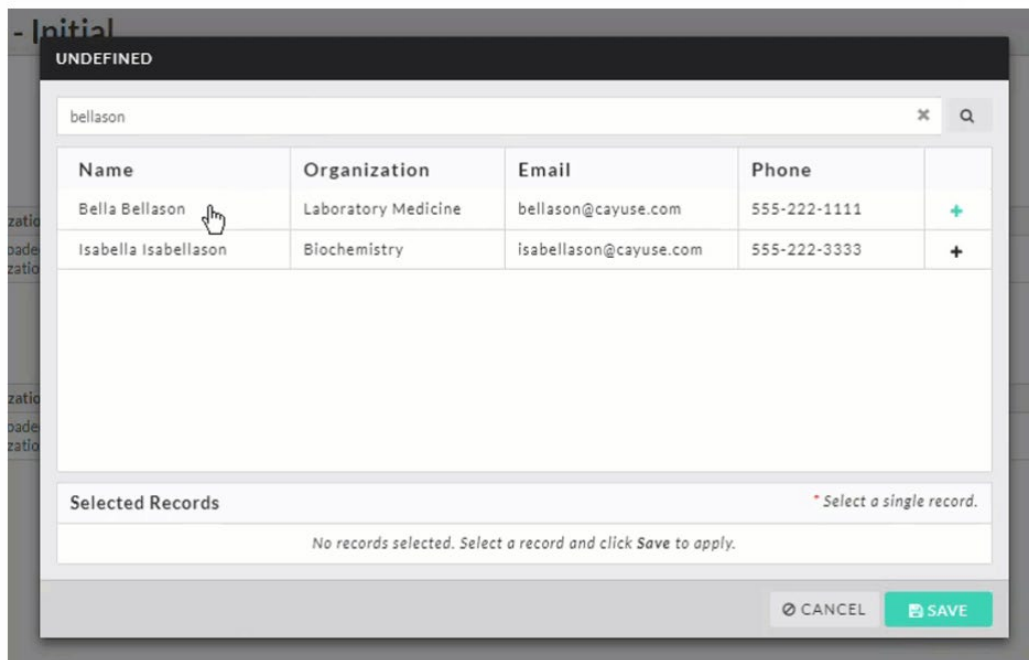 - Initial
UNDEFINED
bellason
Name Organization Email Phone
Bella Bellason Laboratory Medicine bellason@cayuse.com 555-222-1111 +
Isabella Isabellason Biochemistry isabellason@cayuse.com 555-222-3333 +
Selected Records * Select a single record.
No records selected. Select a record and click Save to apply.
CANCEL SAVE